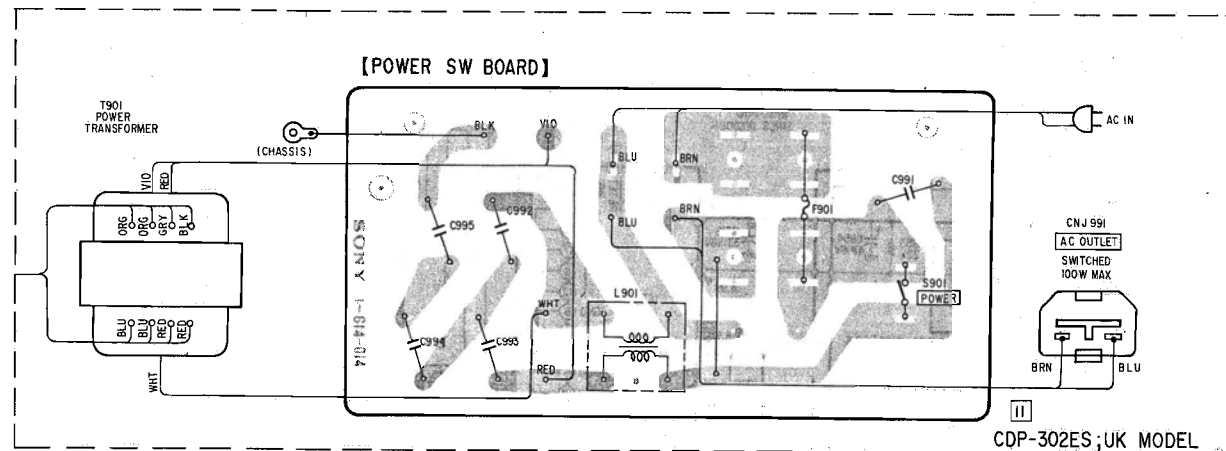 【POWER SW BOARD】
T901
POWER
TRANSFORMER
(CHASSIS)
BLK
VIO
AC IN
VIO
RED
BLU
BRN
ORG
ORG
GRY
BLK
C995
C992
BLU
BRN
F901
C991
CNJ 991
AC OUTLET
SWITCHED
100W MAX
SONY 1-614-014
WHT
L901
S901
POWER
BLU
BLU
RED
RED
C994
C993
WHT
RED
BRN
BLU
11
CDP-302ES;UK MODEL